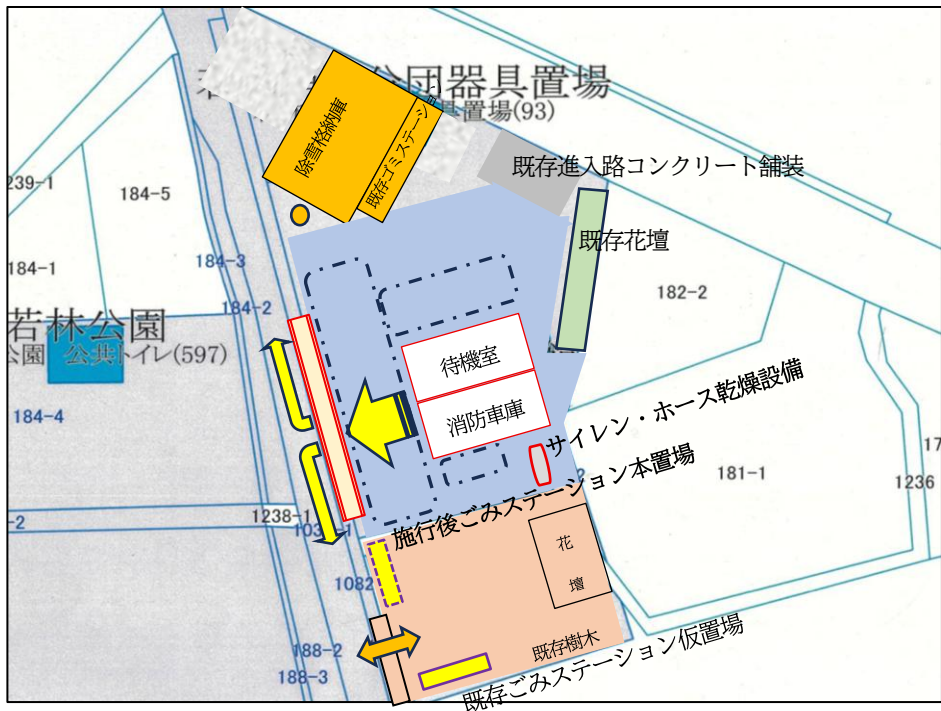 公団器具置場
具置場(93)
除雪格納庫
既存ゴミステーショ
既存進入路コンクリート舗装
239-1
184-5
既存花壇
184-3
184-1
182-2
184-2
若林公園
公園 公共トイレ(597)
待機室
184-4
消防車庫
サイレン・ホース乾燥設備
181-1
17
1236
2
施行後ごみステーション本置場
1238-1
-2
花
壇
1082
188-2
既存樹木
188-3
既存ごみステーション仮置場